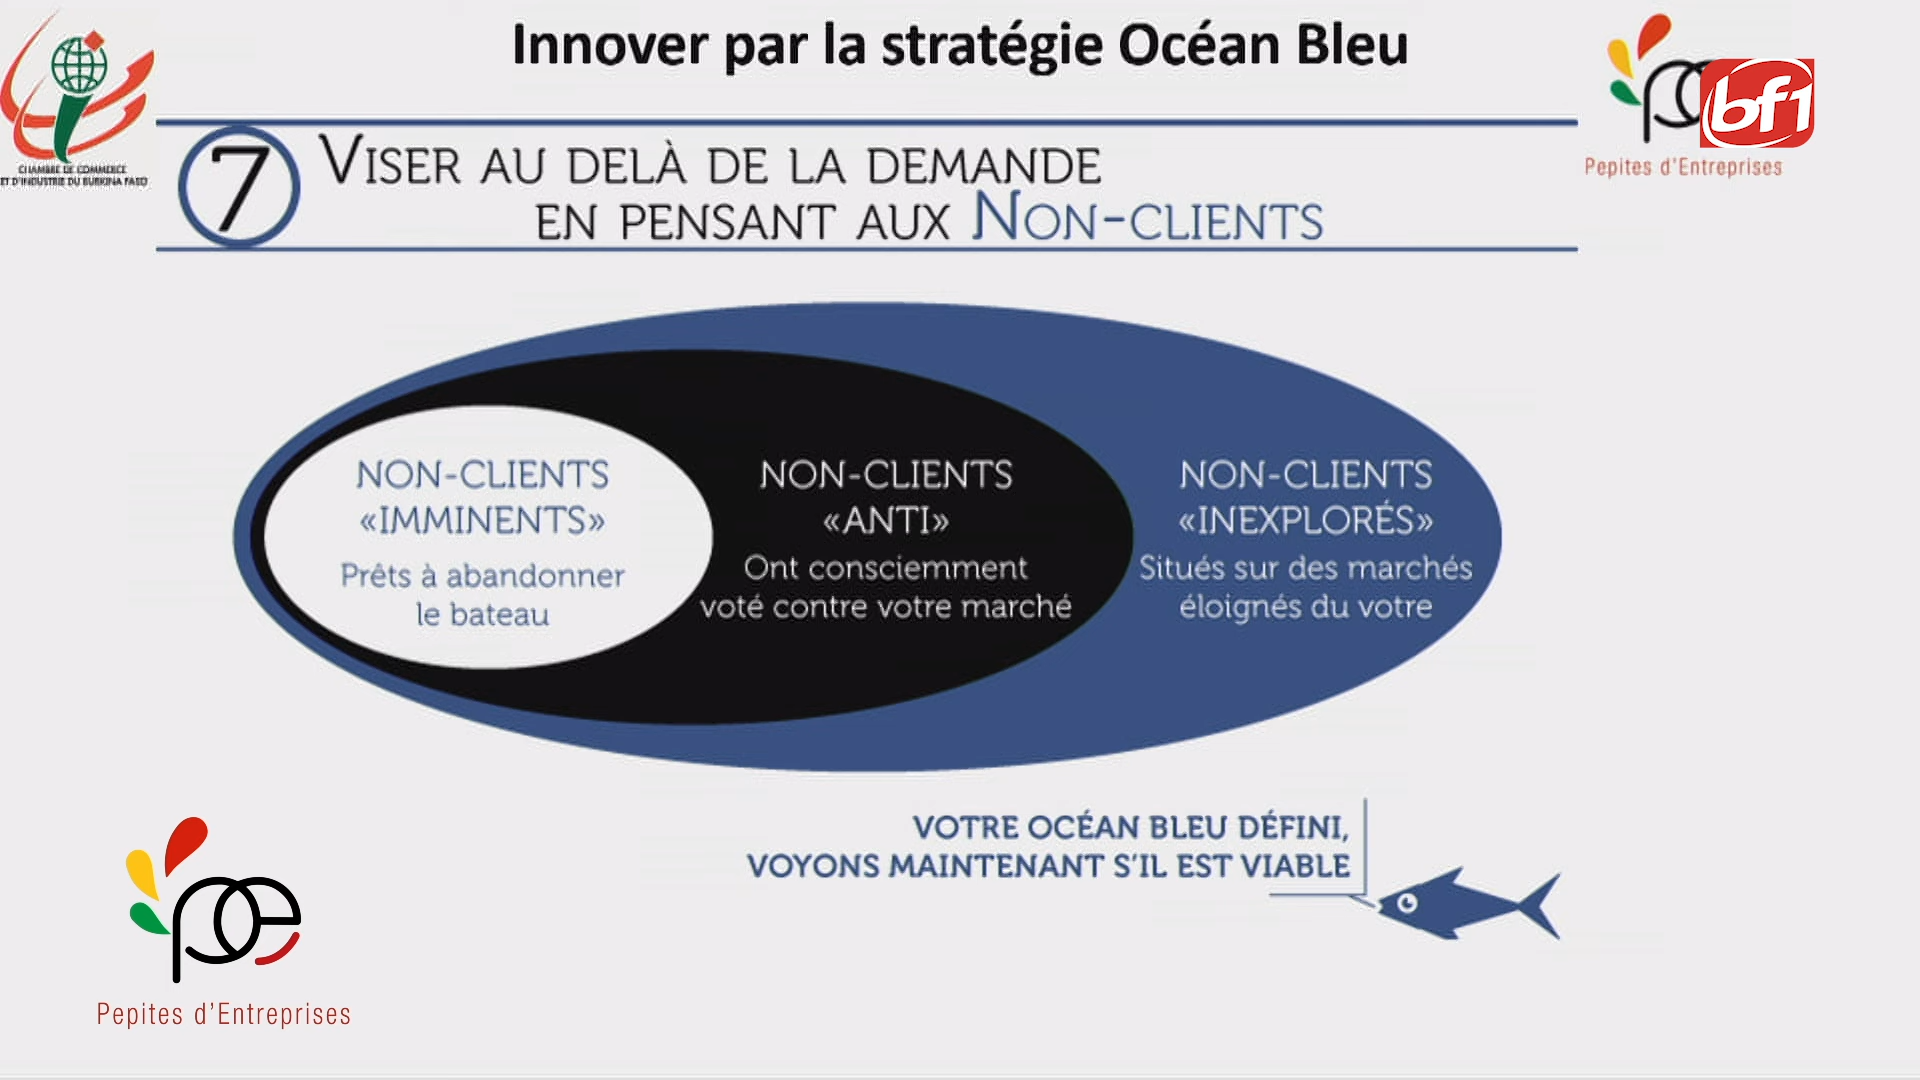 Innover par la stratégie Océan Bleu
CHAMBRE DE COMMERCE
ET D'INDUSTRIE DU BURKINA FASO
pe
bf1
Pepites d'Entreprises
7
VISER AU DELÀ DE LA DEMANDE
EN PENSANT AUX NON-CLIENTS
NON-CLIENTS
«IMMINENTS»
Prêts à abandonner
le bateau
NON-CLIENTS
«ANTI»
Ont consciemment
voté contre votre marché
NON-CLIENTS
«INEXPLORÉS»
Situés sur des marchés
éloignés du votre
VOTRE OCÉAN BLEU DÉFINI,
VOYONS MAINTENANT S'IL EST VIABLE
pe
Pepites d'Entreprises